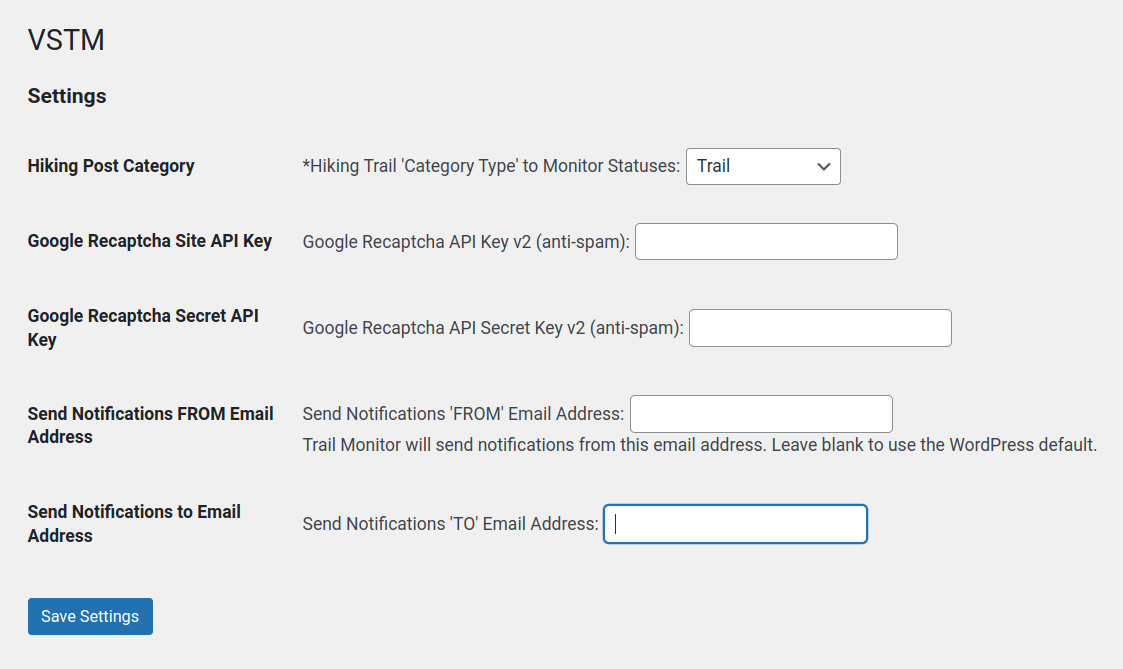 VSTM
Settings
Hiking Post Category
*Hiking Trail 'Category Type' to Monitor Statuses: Trail
Google Recaptcha Site API Key
Google Recaptcha API Key v2 (anti-spam):
Google Recaptcha Secret API
Key
Google Recaptcha API Secret Key v2 (anti-spam):
Send Notifications FROM Email
Address
Send Notifications 'FROM' Email Address:
Trail Monitor will send notifications from this email address. Leave blank to use the WordPress default.
Send Notifications to Email
Address
Send Notifications 'TO' Email Address:
Save Settings